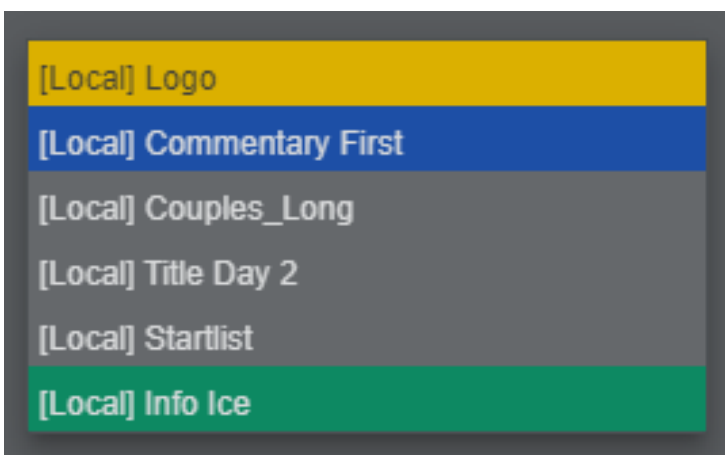 [Local] Logo
[Local] Commentary First
[Local] Couples_Long
[Local] Title Day 2
[Local] Startlist
[Local] Info Ice